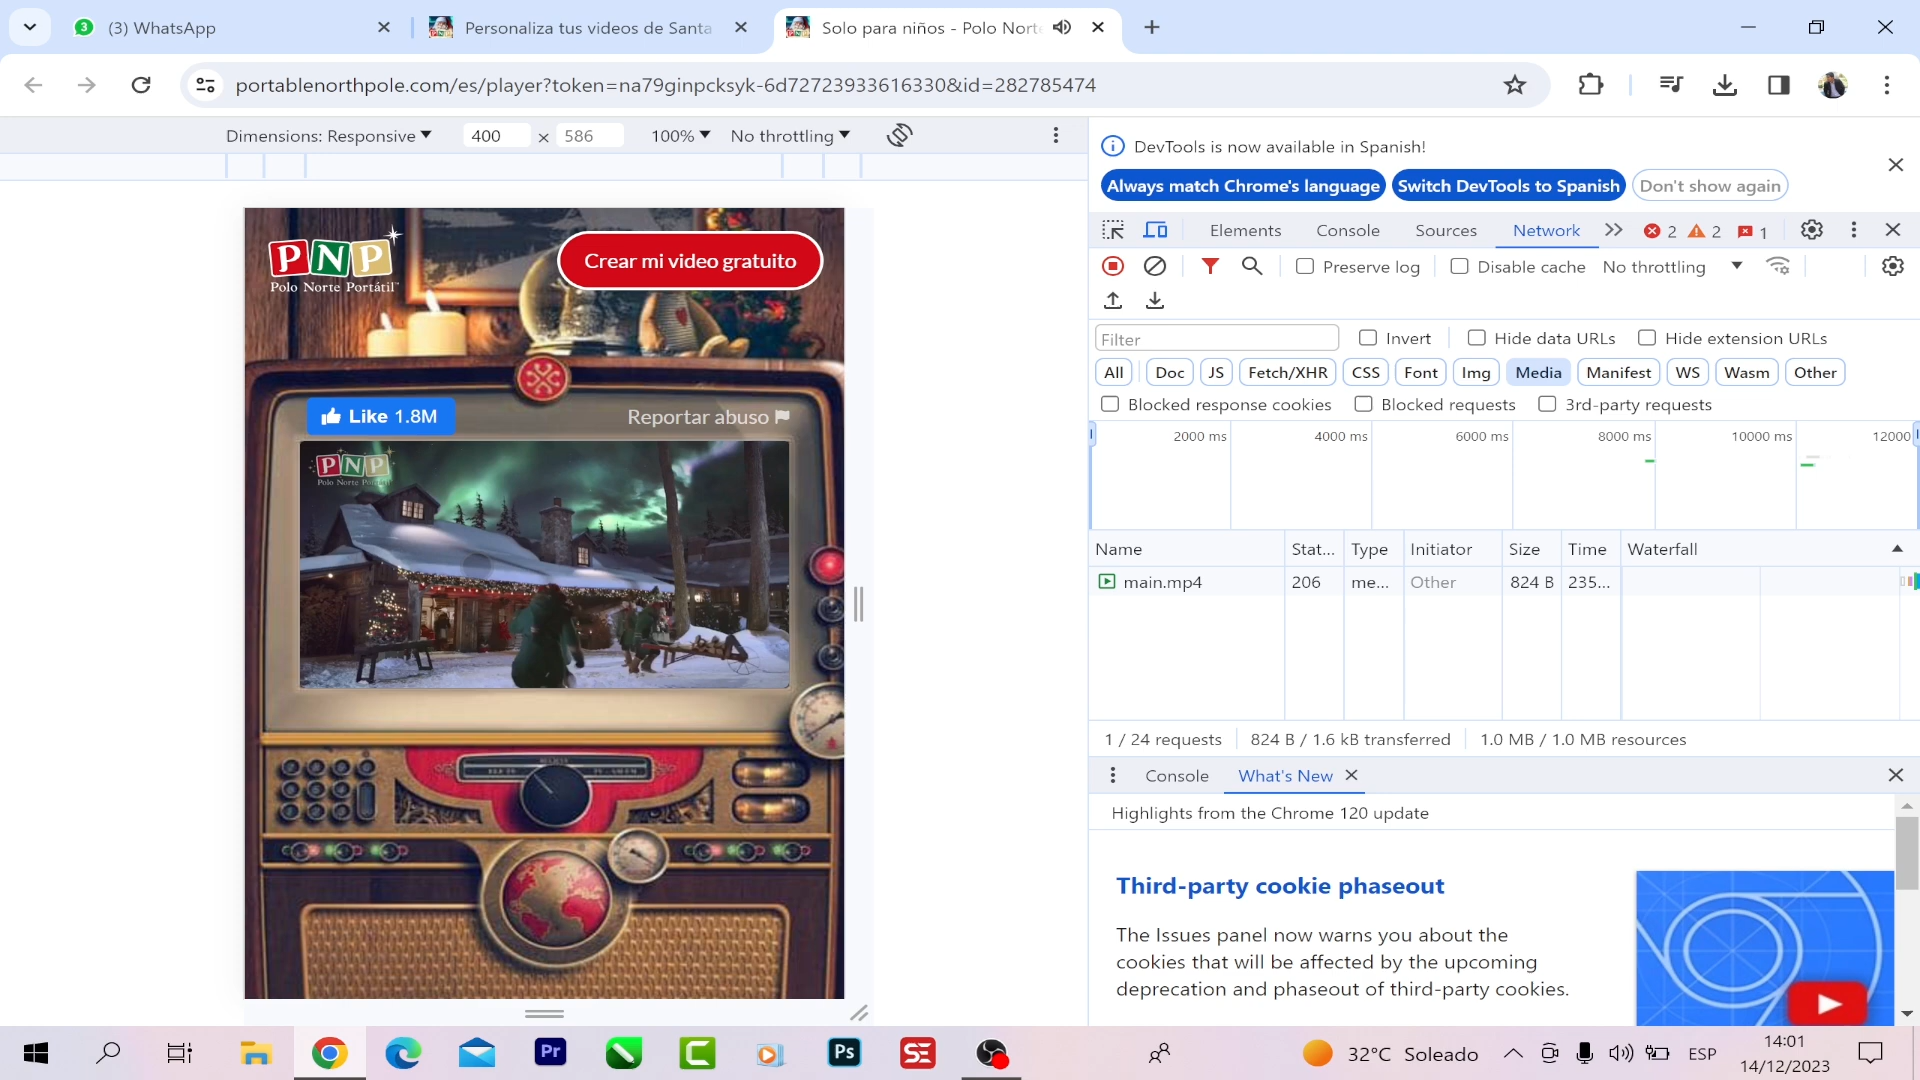 (3) WhatsApp
Personaliza tus videos de Santa
Solo para niños - Polo Norte
portablenorthpole.com/es/player?token=na79ginpcksyk-6d72723933616330&id=282785474
Dimensions: Responsive
400 × 586
100%
No throttling
PNP
Polo Norte Portátil
Crear mi video gratuito
Like 1.8M
Reportar abuso
PNP
Polo Norte Portátil
DevTools is now available in Spanish!
Always match Chrome's language
Switch DevTools to Spanish
Don't show again
Elements
Console
Sources
Network
2
2
1
Preserve log
Disable cache
No throttling
Filter
Invert
Hide data URLs
Hide extension URLs
All
Doc
JS
Fetch/XHR
CSS
Font
Img
Media
Manifest
WS
Wasm
Other
Blocked response cookies
Blocked requests
3rd-party requests
2000 ms
4000 ms
6000 ms
8000 ms
10000 ms
12000
Name
Stat...
Type
Initiator
Size
Time
Waterfall
main.mp4
206
me...
Other
824 B
235...
1 / 24 requests
824 B / 1.6 kB transferred
1.0 MB / 1.0 MB resources
Console
What's New
Highlights from the Chrome 120 update
Third-party cookie phaseout
The Issues panel now warns you about the
cookies that will be affected by the upcoming
deprecation and phaseout of third-party cookies.
Pr
Ps
SE
32°C Soleado
ESP
14:01
14/12/2023